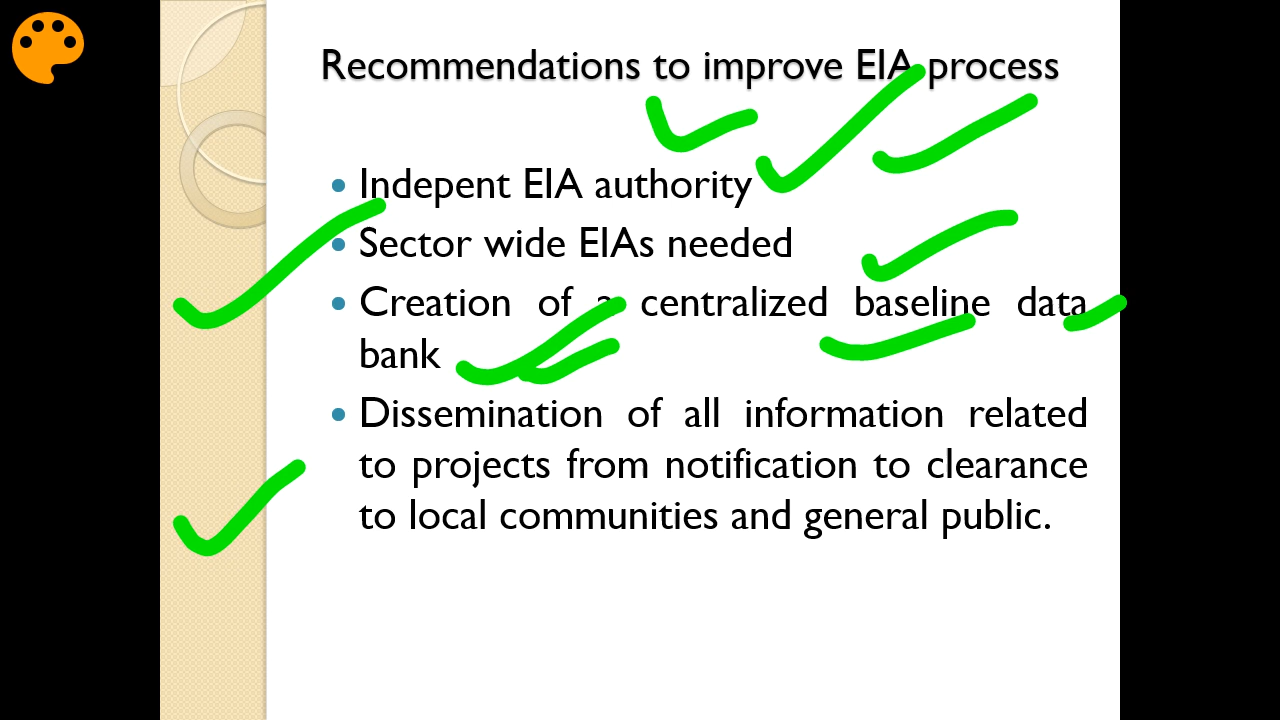 Recommendations to improve EIA process
Indepent EIA authority
Sector wide EIAs needed
Creation of a centralized baseline data
bank
Dissemination of all information related
to projects from notification to clearance
to local communities and general public.